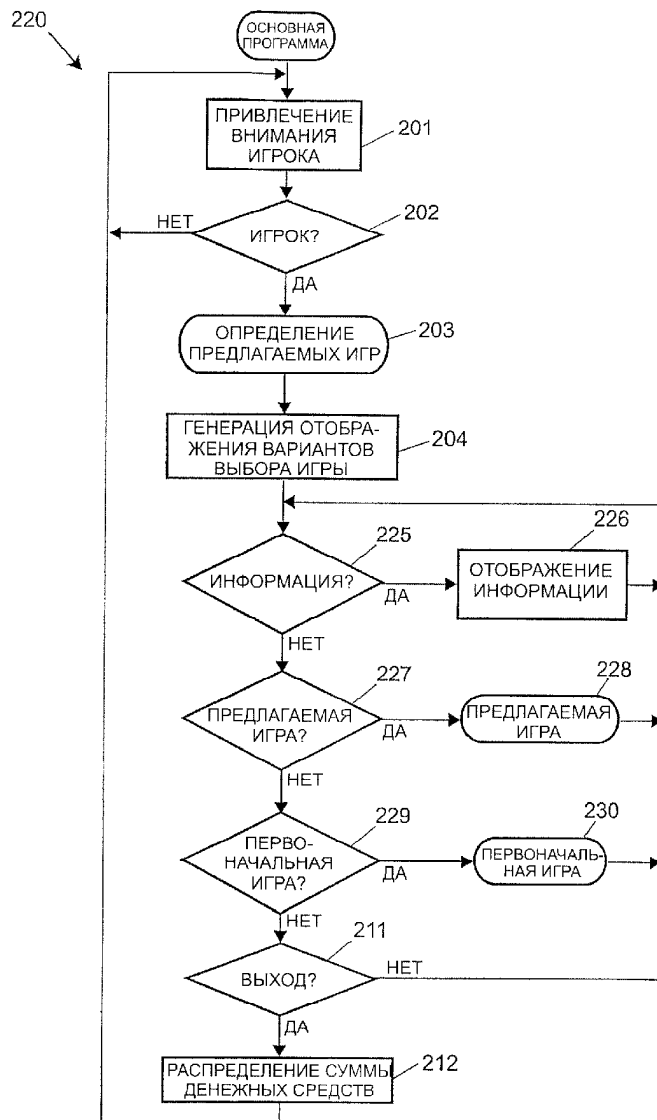 220
ОСНОВНАЯ
ПРОГРАММА
ПРИВЛЕЧЕНИЕ
ВНИМАНИЯ
ИГРОКА
201
202
НЕТ
ИГРОК?
ДА
ОПРЕДЕЛЕНИЕ
ПРЕДЛАГАЕМЫХ ИГР
203
ГЕНЕРАЦИЯ ОТОБРА-
ЖЕНИЯ ВАРИАНТОВ
ВЫБОРА ИГРЫ
204
225
ИНФОРМАЦИЯ?
ДА
НЕТ
226
ОТОБРАЖЕНИЕ
ИНФОРМАЦИИ
227
ПРЕДЛАГАЕМАЯ
ИГРА?
ДА
НЕТ
228
ПРЕДЛАГАЕМАЯ
ИГРА
229
ПЕРВО-
НАЧАЛЬНАЯ
ИГРА?
ДА
НЕТ
230
ПЕРВОНАЧАЛЬ-
НАЯ ИГРА
211
ВЫХОД?
НЕТ
ДА
РАСПРЕДЕЛЕНИЕ СУММЫ
ДЕНЕЖНЫХ СРЕДСТВ
212